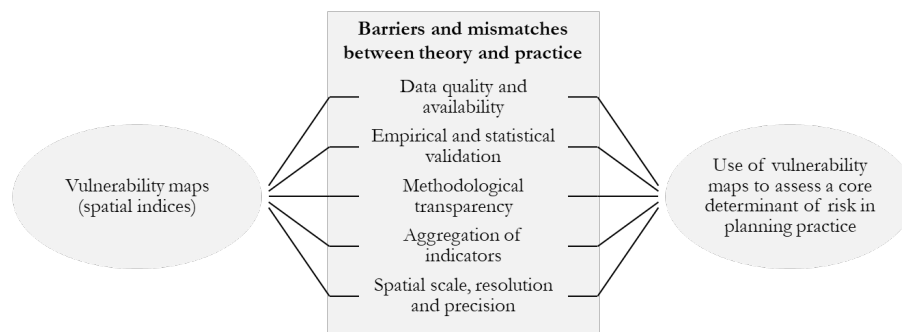 Barriers and mismatches
between theory and practice
Data quality and
availability
Empirical and statistical
validation
Methodological
transparency
Aggregation of
indicators
Spatial scale, resolution
and precision
Vulnerability maps
(spatial indices)
Use of vulnerability
maps to assess a core
determinant of risk in
planning practice